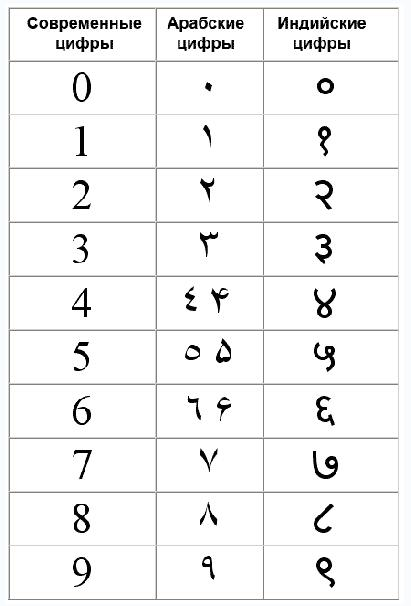 Современные цифры Арабские цифры Индийские цифры
0 ٠ ०
1 ١ १
2 ٢ २
3 ٣ ३
4 ٤ ۴ ४
5 ٥ ۵ ५
6 ٦ ۶ ६
7 ٧ ७
8 ٨ ८
9 ٩ ९